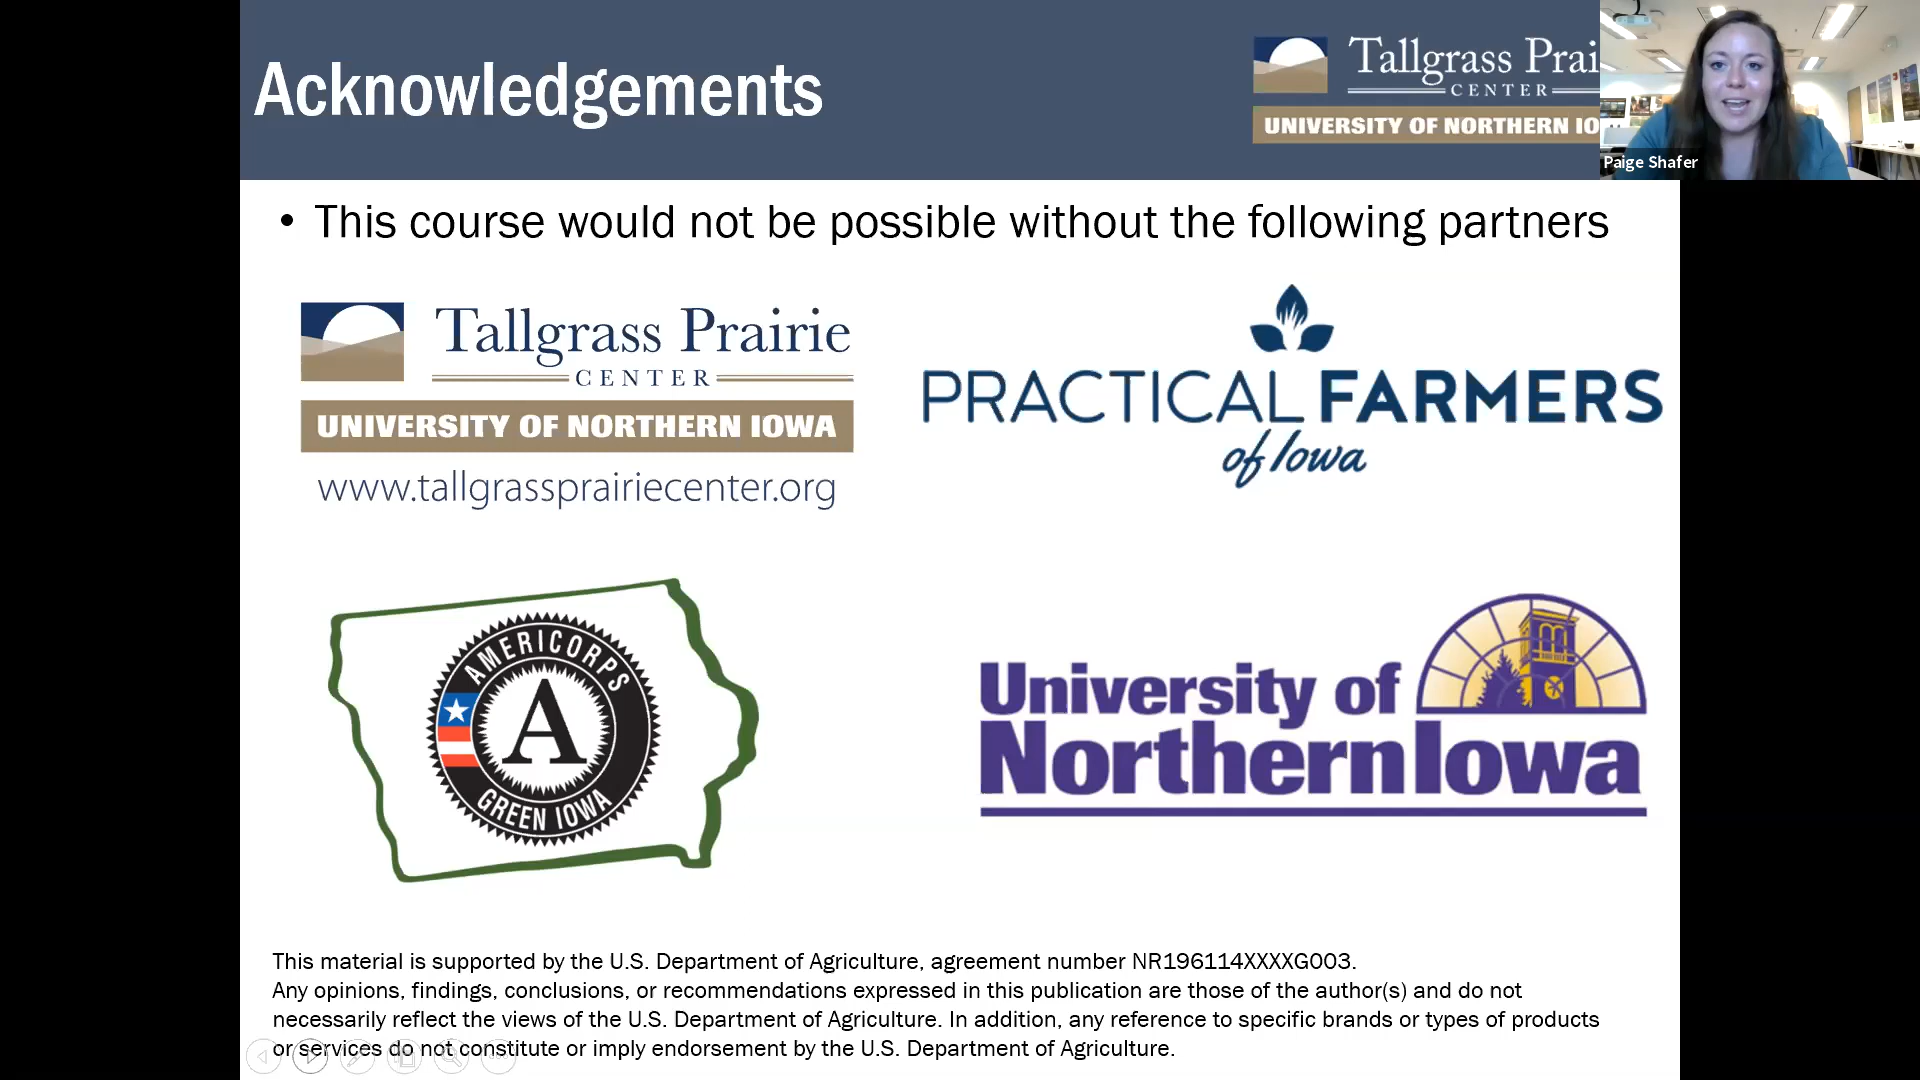 Acknowledgements
Tallgrass Prai
CENTER
UNIVERSITY OF NORTHERN IO
Paige Shafer
• This course would not be possible without the following partners
Tallgrass Prairie
CENTER
UNIVERSITY OF NORTHERN IOWA
www.tallgrassprairiecenter.org
PRACTICAL FARMERS
of Iowa
AMERICORPS
A
GREEN IOWA
University of
Northern Iowa
This material is supported by the U.S. Department of Agriculture, agreement number NR196114XXXXG003.
Any opinions, findings, conclusions, or recommendations expressed in this publication are those of the author(s) and do not
necessarily reflect the views of the U.S. Department of Agriculture. In addition, any reference to specific brands or types of products
or services do not constitute or imply endorsement by the U.S. Department of Agriculture.